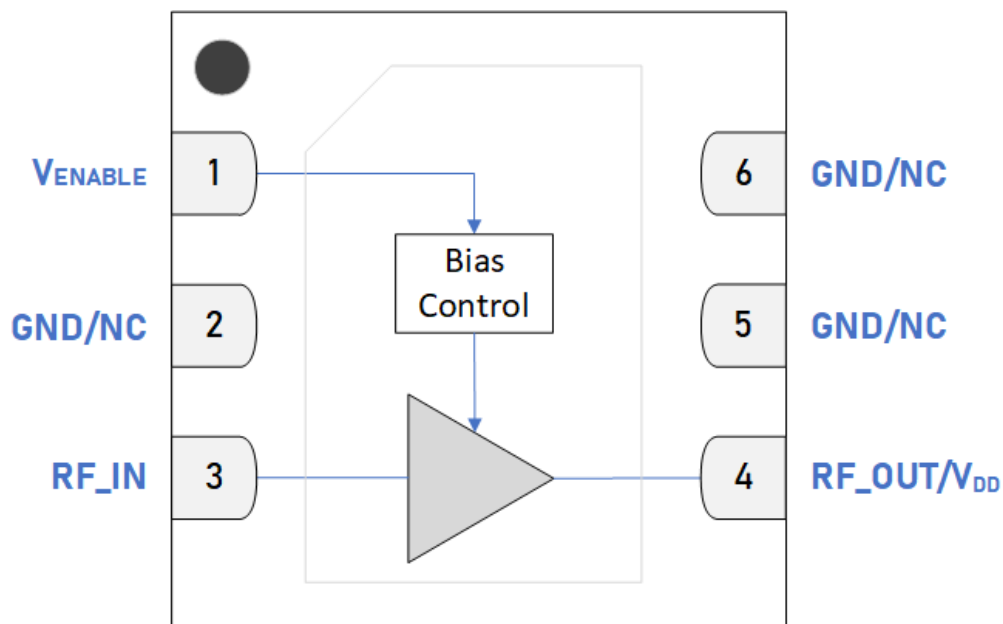 VENABLE
1
6
GND/NC
Bias
Control
GND/NC
2
5
GND/NC
RF_IN
3
4
RF_OUT/VDD